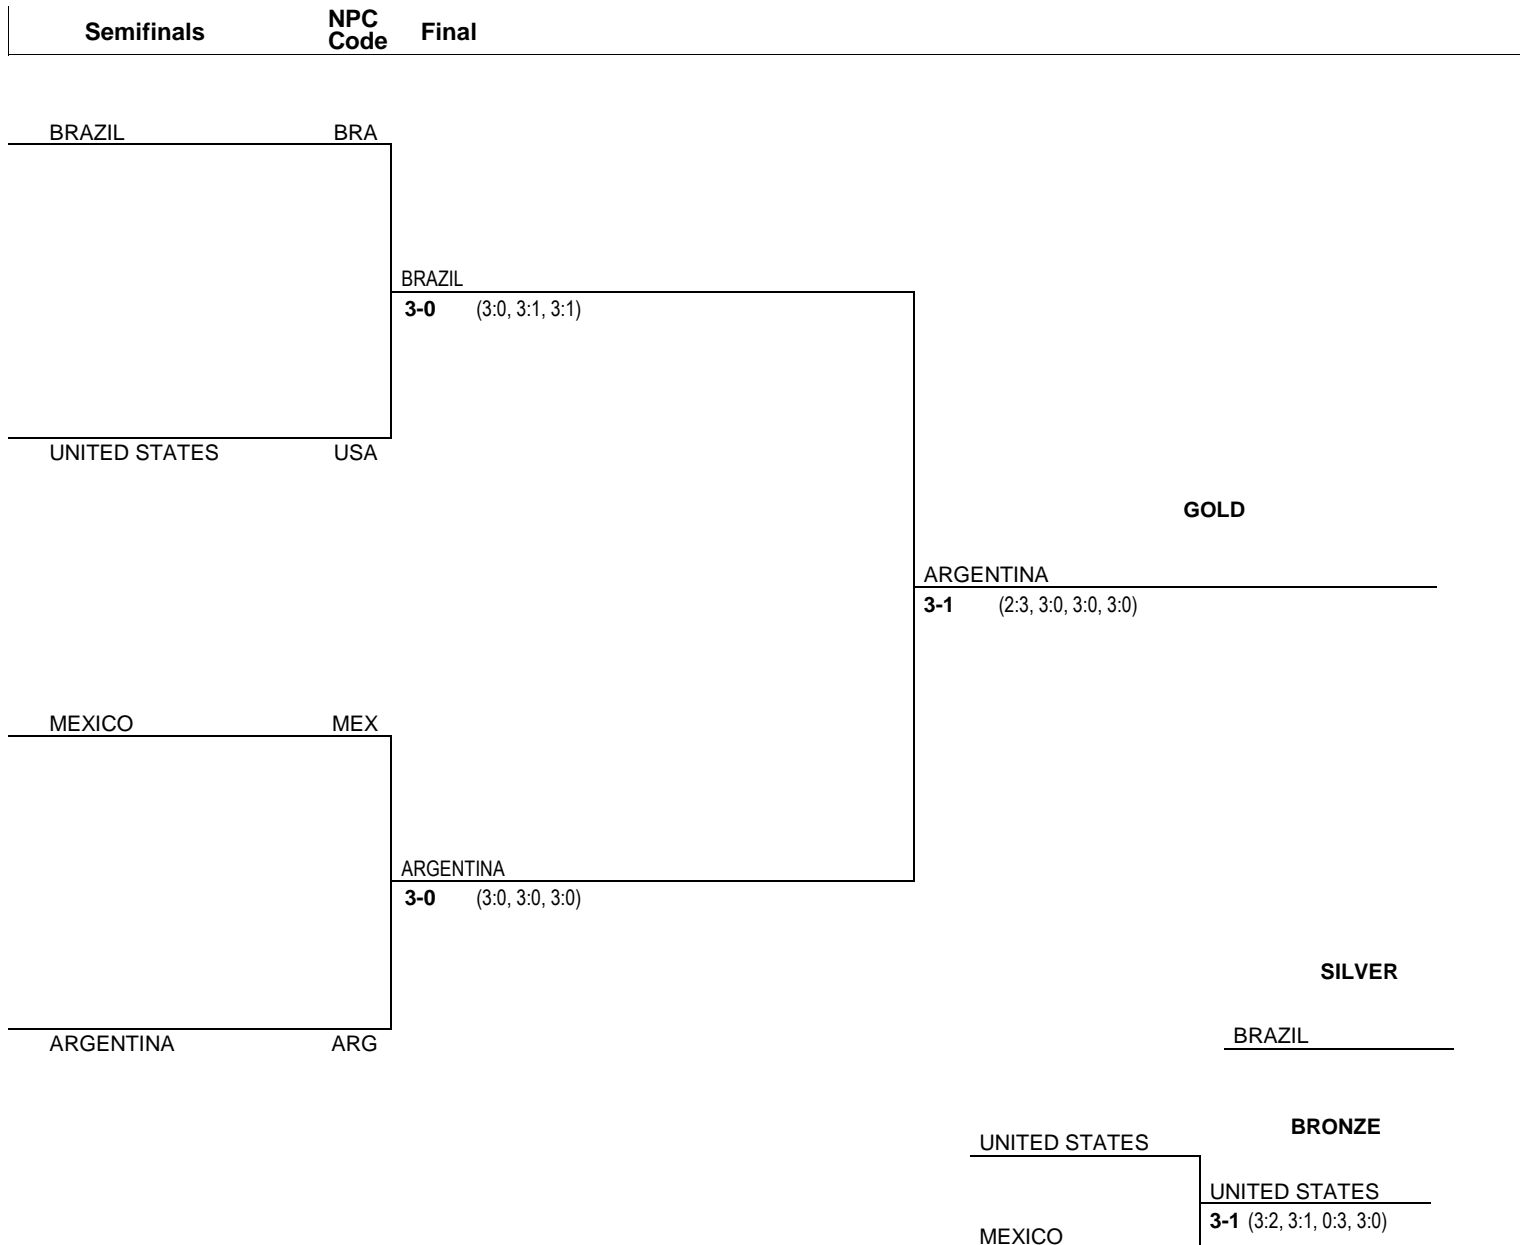 Semifinals NPC Code Final
BRAZIL BRA
BRAZIL
3-0 (3:0, 3:1, 3:1)
UNITED STATES USA
GOLD
ARGENTINA
3-1 (2:3, 3:0, 3:0, 3:0)
MEXICO MEX
ARGENTINA
3-0 (3:0, 3:0, 3:0)
SILVER
ARGENTINA ARG
BRAZIL
BRONZE
UNITED STATES
UNITED STATES
3-1 (3:2, 3:1, 0:3, 3:0)
MEXICO